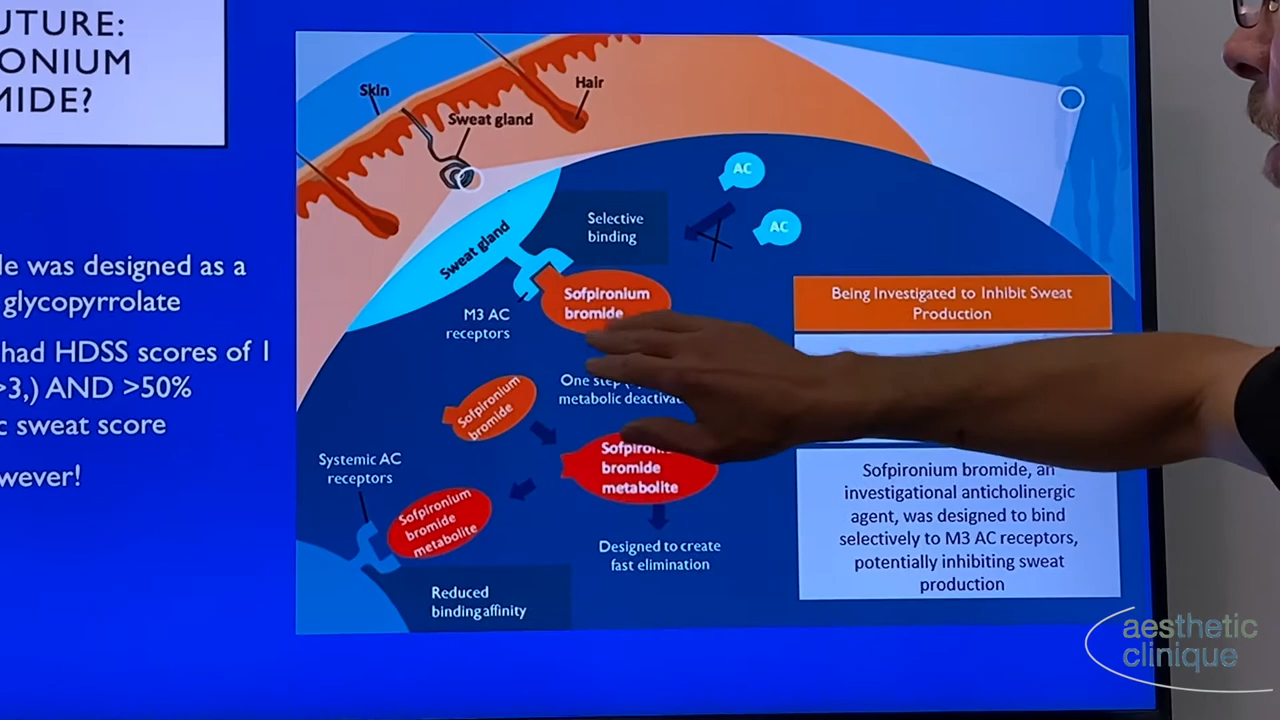 UTURE:
ONIUM
MIDE?
le was designed as a
glycopyrrolate
had HDSS scores of 1
>3,) AND >50%
c sweat score
wever!
Skin
Hair
Sweat gland
AC
AC
Selective
binding
Sweat gland
M3 AC
receptors
Sofpironium
bromide
One step
metabolic deactivat
Sofpironium
bromide
Sofpironi
bromide
metabolite
Systemic AC
receptors
Sofpironium
bromide
metabolite
Designed to create
fast elimination
Reduced
binding affinity
Being Investigated to Inhibit Sweat
Production
Sofpironium bromide, an
investigational anticholinergic
agent, was designed to bind
selectively to M3 AC receptors,
potentially inhibiting sweat
production
aesthetic
clinique